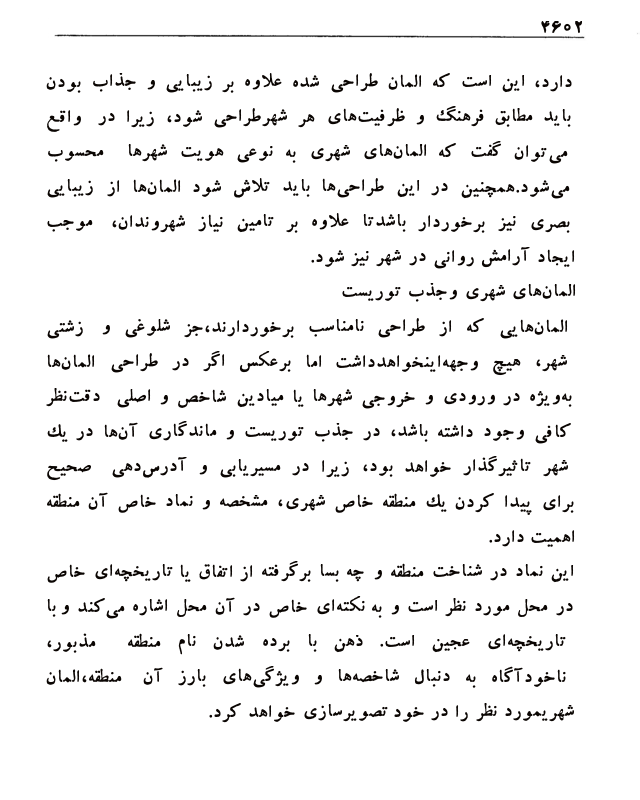 ۴۶۰۲
دارد، این است که المان طراحی شده علاوه بر زیبایی و جذاب بودن
باید مطابق فرهنگ و ظرفیت‌های هر شهرطراحی شود، زیرا در واقع
می‌توان گفت که المان‌های شهری به نوعی هویت شهرها محسوب
می‌شود.همچنین در این طراحی‌ها باید تلاش شود المان‌ها از زیبایی
بصری نیز برخوردار باشدتا علاوه بر تامین نیاز شهروندان، موجب
ایجاد آرامش روانی در شهر نیز شود.
المان‌های شهری وجذب توریست
المان‌هایی که از طراحی نامناسب برخوردارند،جز شلوغی و زشتی
شهر، هیچ وجهه‌اینخواهدداشت اما برعکس اگر در طراحی المان‌ها
به‌ویژه در ورودی و خروجی شهرها یا میادین شاخص و اصلی دقت‌نظر
کافی وجود داشته باشد، در جذب توریست و ماندگاری آن‌ها در یك
شهر تاثیرگذار خواهد بود، زیرا در مسیریابی و آدرس‌دهی صحیح
برای پیدا کردن یك منطقه خاص شهری، مشخصه و نماد خاص آن منطقه
اهمیت دارد.
این نماد در شناخت منطقه و چه بسا برگرفته از اتفاق یا تاریخچه‌ای خاص
در محل مورد نظر است و به نکته‌ای خاص در آن محل اشاره می‌کند و با
تاریخچه‌ای عجین است. ذهن با برده شدن نام منطقه مذبور،
ناخودآگاه به دنبال شاخصه‌ها و ویژگی‌های بارز آن منطقه،المان
شهریمورد نظر را در خود تصویرسازی خواهد کرد.